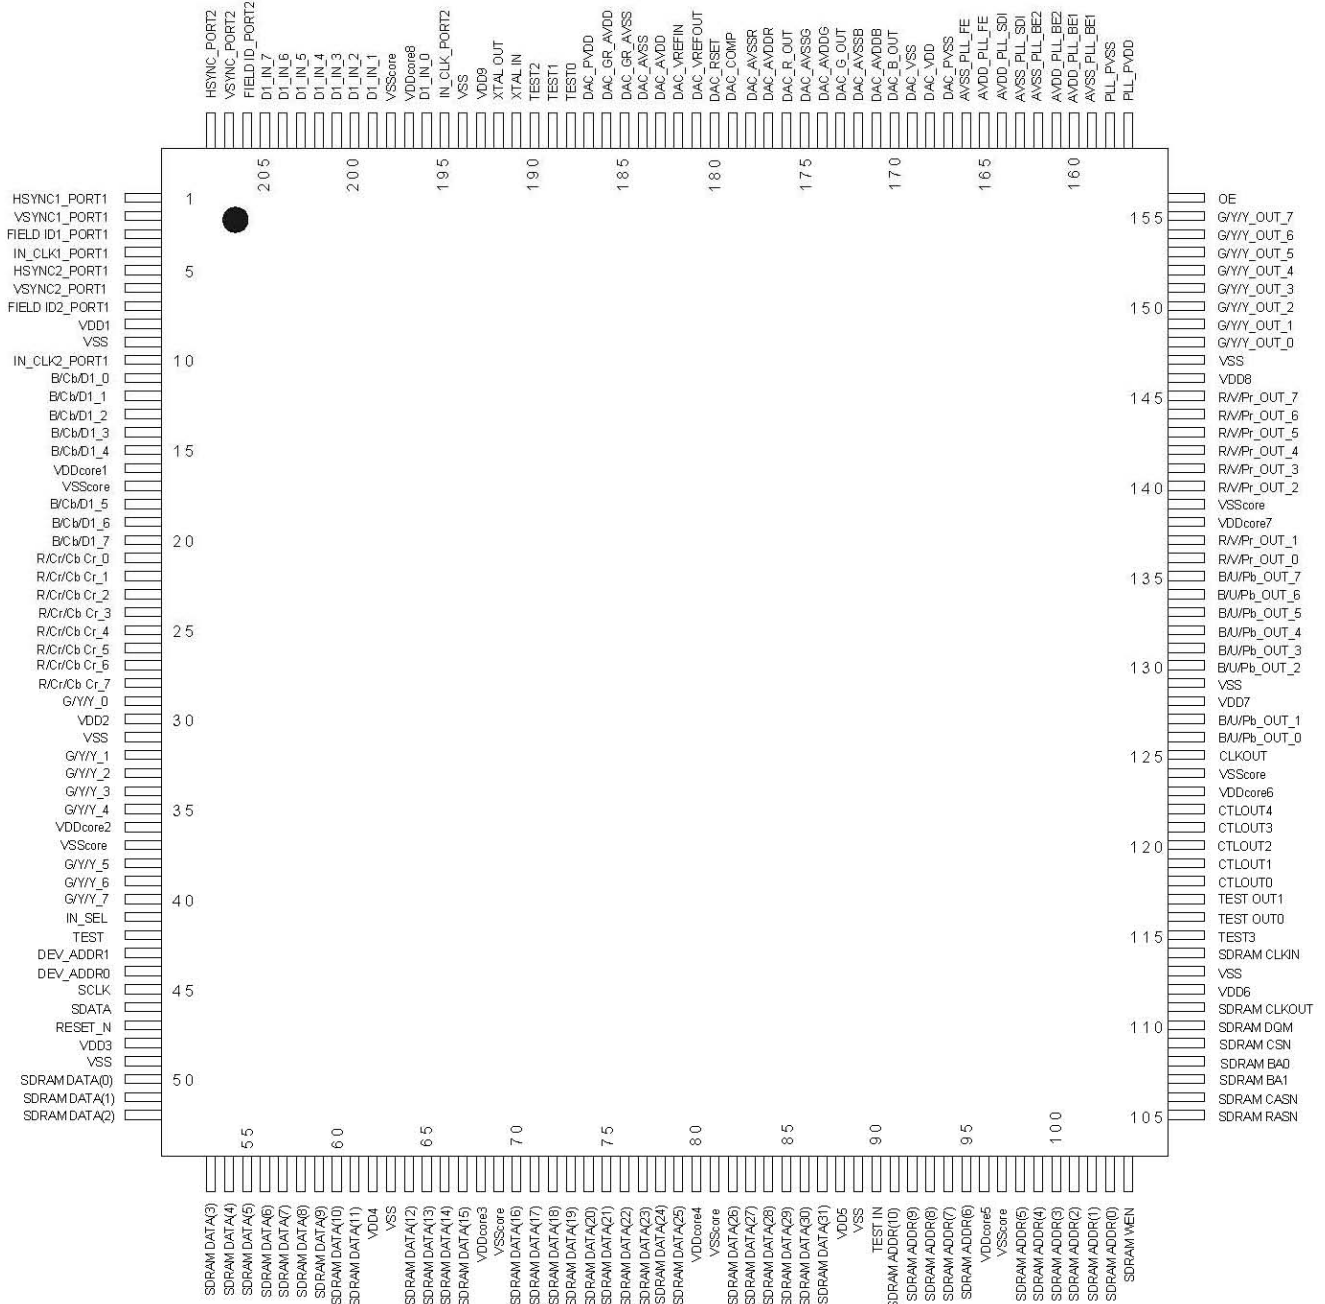 HSYNC_PORT2
VSYNC_PORT2
FIELD ID_PORT2
D1_IN_7
D1_IN_6
D1_IN_5
D1_IN_4
D1_IN_3
D1_IN_2
D1_IN_1
VSScore
VDDcore8
D1_IN_0
IN_CLK_PORT2
VSS
VDD9
XTAL OUT
XTAL IN
TEST2
TEST1
TEST0
DAC_PVDD
DAC_GR_AVDD
DAC_GR_AVSS
DAC_AVSS
DAC_AVDD
DAC_VREFIN
DAC_VREFOUT
DAC_RSET
DAC_COMP
DAC_AVSSR
DAC_AVDDR
DAC_R_OUT
DAC_AVSSG
DAC_AVDDG
DAC_G_OUT
DAC_AVSSB
DAC_AVDDB
DAC_B_OUT
DAC_VSS
DAC_VDD
DAC_PVSS
AVSS_PLL_FE
AVDD_PLL_FE
AVDD_PLL_SDI
AVSS_PLL_SDI
AVSS_PLL_BE2
AVDD_PLL_BE2
AVDD_PLL_BE1
AVSS_PLL_BE1
PLL_PVSS
PLL_PVDD
205
200
195
190
185
180
175
170
165
160
HSYNC1_PORT1
VSYNC1_PORT1
FIELD ID1_PORT1
IN_CLK1_PORT1
HSYNC2_PORT1
VSYNC2_PORT1
FIELD ID2_PORT1
VDD1
VSS
IN_CLK2_PORT1
B/Cb/D1_0
B/Cb/D1_1
B/Cb/D1_2
B/Cb/D1_3
B/Cb/D1_4
VDDcore1
VSScore
B/Cb/D1_5
B/Cb/D1_6
B/Cb/D1_7
R/Cr/Cb Cr_0
R/Cr/Cb Cr_1
R/Cr/Cb Cr_2
R/Cr/Cb Cr_3
R/Cr/Cb Cr_4
R/Cr/Cb Cr_5
R/Cr/Cb Cr_6
R/Cr/Cb Cr_7
G/Y/Y_0
VDD2
VSS
G/Y/Y_1
G/Y/Y_2
G/Y/Y_3
G/Y/Y_4
VDDcore2
VSScore
G/Y/Y_5
G/Y/Y_6
G/Y/Y_7
IN_SEL
TEST
DEV_ADDR1
DEV_ADDR0
SCLK
SDATA
RESET_N
VDD3
VSS
SDRAM DATA(0)
SDRAM DATA(1)
SDRAM DATA(2)
1
5
10
15
20
25
30
35
40
45
50
155
150
145
140
135
130
125
120
115
110
105
OE
G/Y/Y_OUT_7
G/Y/Y_OUT_6
G/Y/Y_OUT_5
G/Y/Y_OUT_4
G/Y/Y_OUT_3
G/Y/Y_OUT_2
G/Y/Y_OUT_1
G/Y/Y_OUT_0
VSS
VDD8
R/V/Pr_OUT_7
R/V/Pr_OUT_6
R/V/Pr_OUT_5
R/V/Pr_OUT_4
R/V/Pr_OUT_3
R/V/Pr_OUT_2
VSScore
VDDcore7
R/V/Pr_OUT_1
R/V/Pr_OUT_0
B/U/Pb_OUT_7
B/U/Pb_OUT_6
B/U/Pb_OUT_5
B/U/Pb_OUT_4
B/U/Pb_OUT_3
B/U/Pb_OUT_2
VSS
VDD7
B/U/Pb_OUT_1
B/U/Pb_OUT_0
CLKOUT
VSScore
VDDcore6
CTLOUT4
CTLOUT3
CTLOUT2
CTLOUT1
CTLOUT0
TEST OUT1
TEST OUT0
TEST3
SDRAM CLKIN
VSS
VDD6
SDRAM CLKOUT
SDRAM DQM
SDRAM CSN
SDRAM BA0
SDRAM BA1
SDRAM CASN
SDRAM RASN
55
60
65
70
75
80
85
90
95
100
SDRAM DATA(3)
SDRAM DATA(4)
SDRAM DATA(5)
SDRAM DATA(6)
SDRAM DATA(7)
SDRAM DATA(8)
SDRAM DATA(9)
SDRAM DATA(10)
SDRAM DATA(11)
VDD4
VSS
SDRAM DATA(12)
SDRAM DATA(13)
SDRAM DATA(14)
SDRAM DATA(15)
VDDcore3
VSScore
SDRAM DATA(16)
SDRAM DATA(17)
SDRAM DATA(18)
SDRAM DATA(19)
SDRAM DATA(20)
SDRAM DATA(21)
SDRAM DATA(22)
SDRAM DATA(23)
SDRAM DATA(24)
SDRAM DATA(25)
VDDcore4
VSScore
SDRAM DATA(26)
SDRAM DATA(27)
SDRAM DATA(28)
SDRAM DATA(29)
SDRAM DATA(30)
SDRAM DATA(31)
VDD5
VSS
TEST IN
SDRAM ADDR(10)
SDRAM ADDR(9)
SDRAM ADDR(8)
SDRAM ADDR(7)
SDRAM ADDR(6)
VDDcore5
VSScore
SDRAM ADDR(5)
SDRAM ADDR(4)
SDRAM ADDR(3)
SDRAM ADDR(2)
SDRAM ADDR(1)
SDRAM ADDR(0)
SDRAM WEN